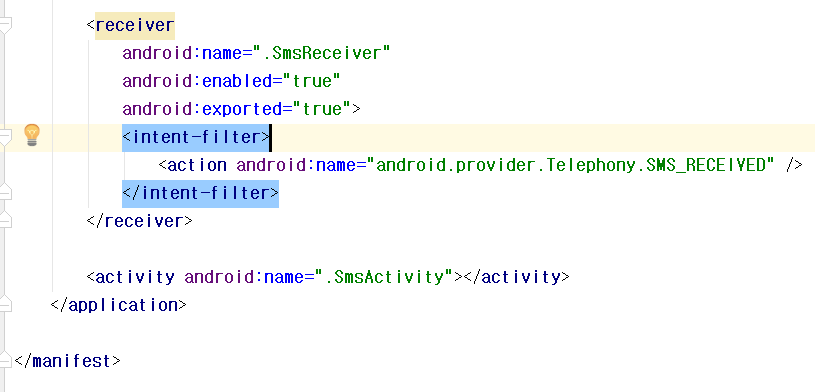 <receiver
android:name=".SmsReceiver"
android:enabled="true"
android:exported="true">
<intent-filter>
<action android:name="android.provider.Telephony.SMS_RECEIVED" />
</intent-filter>
</receiver>
<activity android:name=".SmsActivity"></activity>
</application>
</manifest>